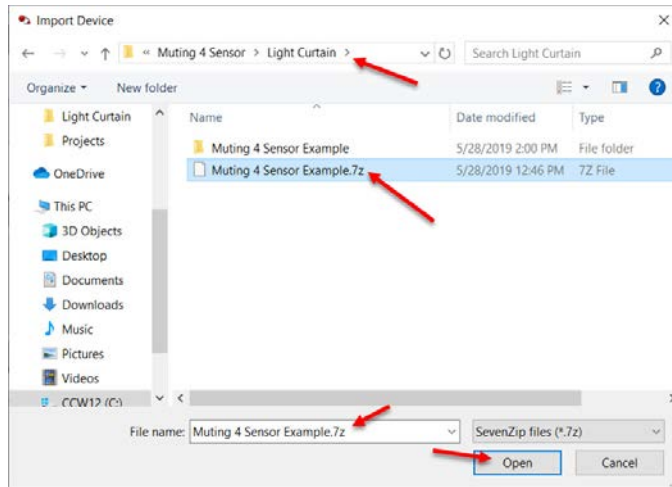 Import Device
« Muting 4 Sensor > Light Curtain >
Search Light Curtain
Organize New folder
Name Date modified Type
Light Curtain
Projects
OneDrive
This PC
3D Objects
Desktop
Documents
Downloads
Music
Pictures
Videos
CCW12 (C:)
Muting 4 Sensor Example 5/28/2019 2:00 PM File folder
Muting 4 Sensor Example.7z 5/28/2019 12:46 PM 7Z File
File name: Muting 4 Sensor Example.7z SevenZip files (*.7z)
Open Cancel